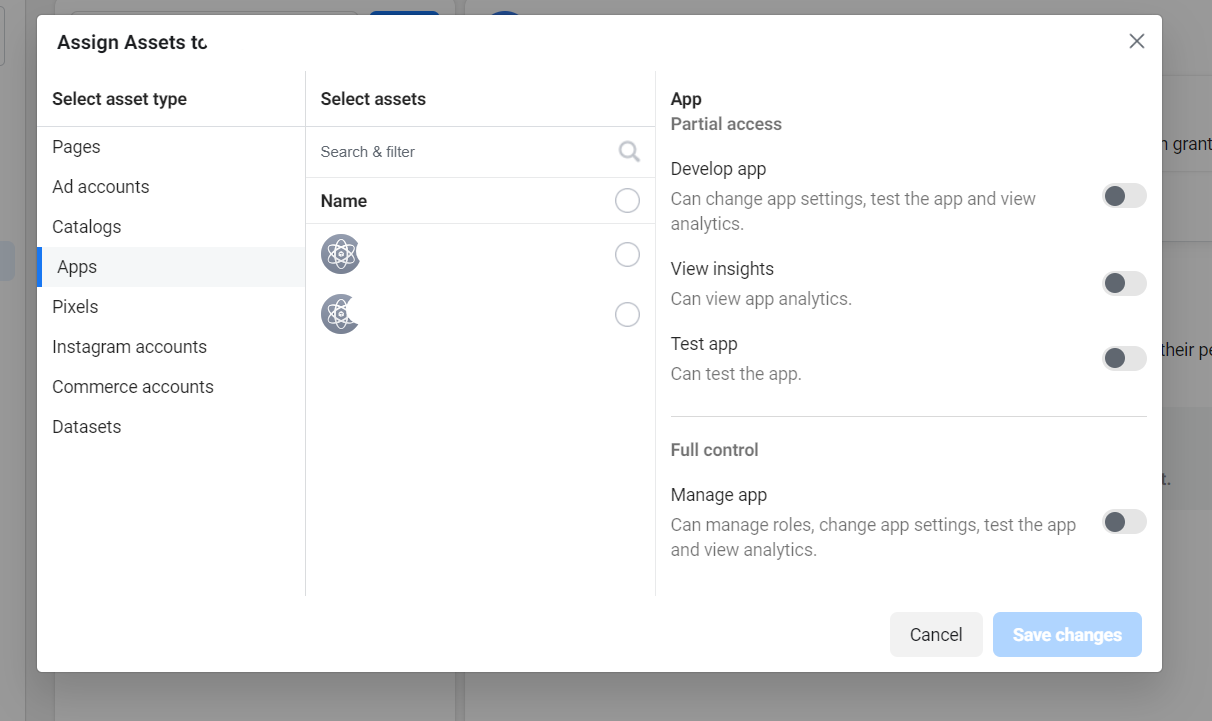 Assign Assets to
Select asset type
Pages
Ad accounts
Catalogs
Apps
Pixels
Instagram accounts
Commerce accounts
Datasets
Select assets
Search & filter
Name
App
Partial access
Develop app
Can change app settings, test the app and view
analytics.
View insights
Can view app analytics.
Test app
Can test the app.
Full control
Manage app
Can manage roles, change app settings, test the app
and view analytics.
Cancel
Save changes
grant
their